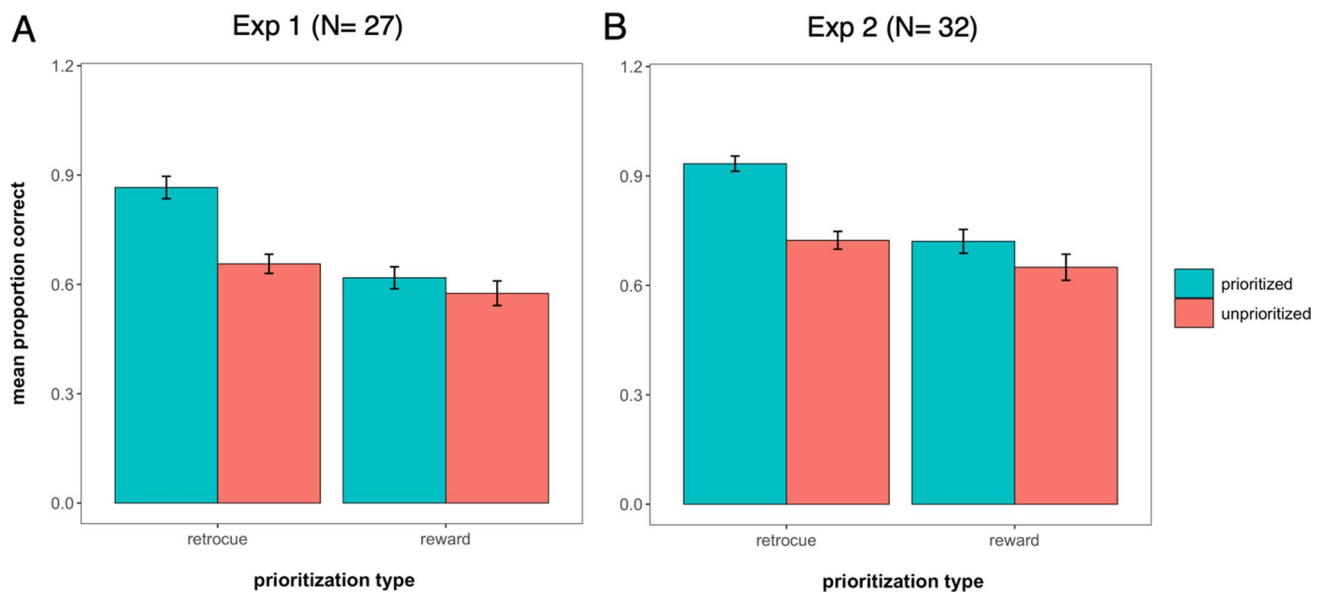 A
Exp 1 (N= 27)
1.2
0.9
0.6
0.3
0.0
mean proportion correct
retrocue
reward
prioritization type
B
Exp 2 (N= 32)
1.2
0.9
0.6
0.3
0.0
retrocue
reward
prioritization type
prioritized
unprioritized